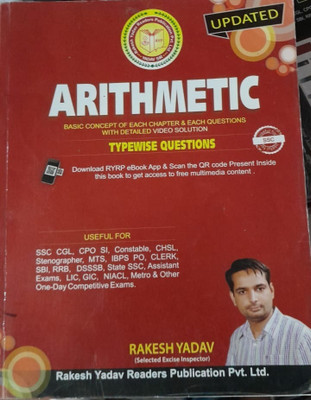 UPDATED
ARITHMETIC
BASIC CONCEPT OF EACH CHAPTER & EACH QUESTIONS
WITH DETAILED VIDEO SOLUTION
TYPEWISE QUESTIONS
SSC
Download RYRP eBook App & Scan the QR code Present Inside
this book to get access to free multimedia content .
USEFUL FOR
SSC CGL, CPO SI, Constable, CHSL,
Stenographer, MTS, IBPS PO, CLERK,
SBI, RRB, DSSSB, State SSC, Assistant
Exams, LIC, GIC, NIACL, Metro & Other
One-Day Competitive Exams.
RAKESH YADAV
(Selected Excise Inspector)
Rakesh Yadav Readers Publication Pvt. Ltd.